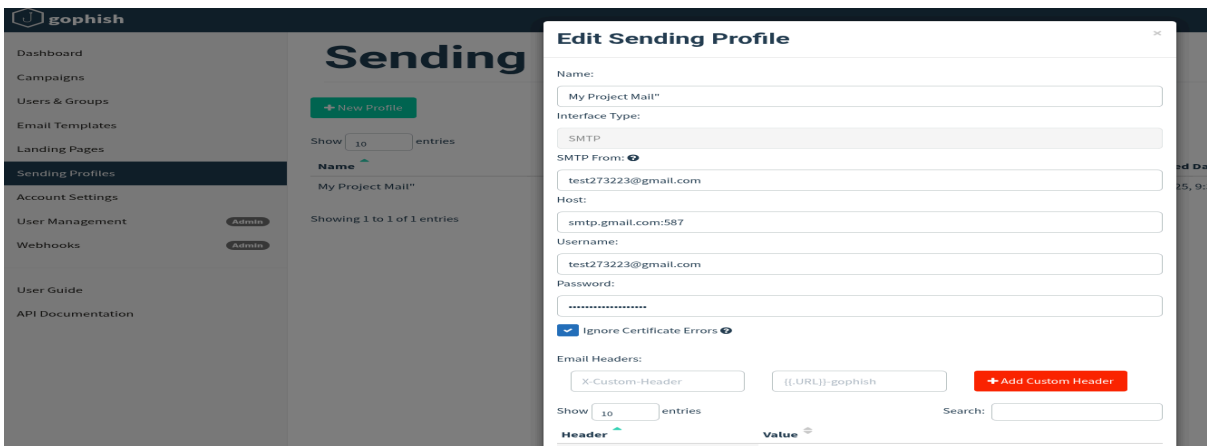 gophish
Dashboard
Campaigns
Users & Groups
Email Templates
Landing Pages
Sending Profiles
Account Settings
User Management Admin
Webhooks Admin
User Guide
API Documentation
Sending
+ New Profile
Show 10 entries
Name
My Project Mail"
Showing 1 to 1 of 1 entries
ed Da
25, 9:
Edit Sending Profile
×
Name:
My Project Mail"
Interface Type:
SMTP
SMTP From: ?
test273223@gmail.com
Host:
smtp.gmail.com:587
Username:
test273223@gmail.com
Password:
••••••••••••••••••
Ignore Certificate Errors ?
Email Headers:
X-Custom-Header {{.URL}}-gophish + Add Custom Header
Show 10 entries Search:
Header Value